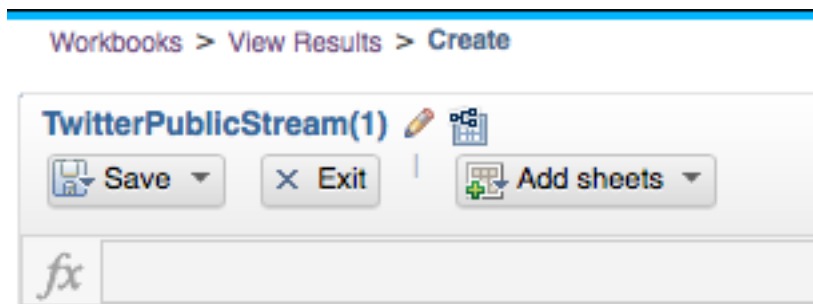 Workbooks > View Results > Create
TwitterPublicStream(1)
Save Exit Add sheets
fx